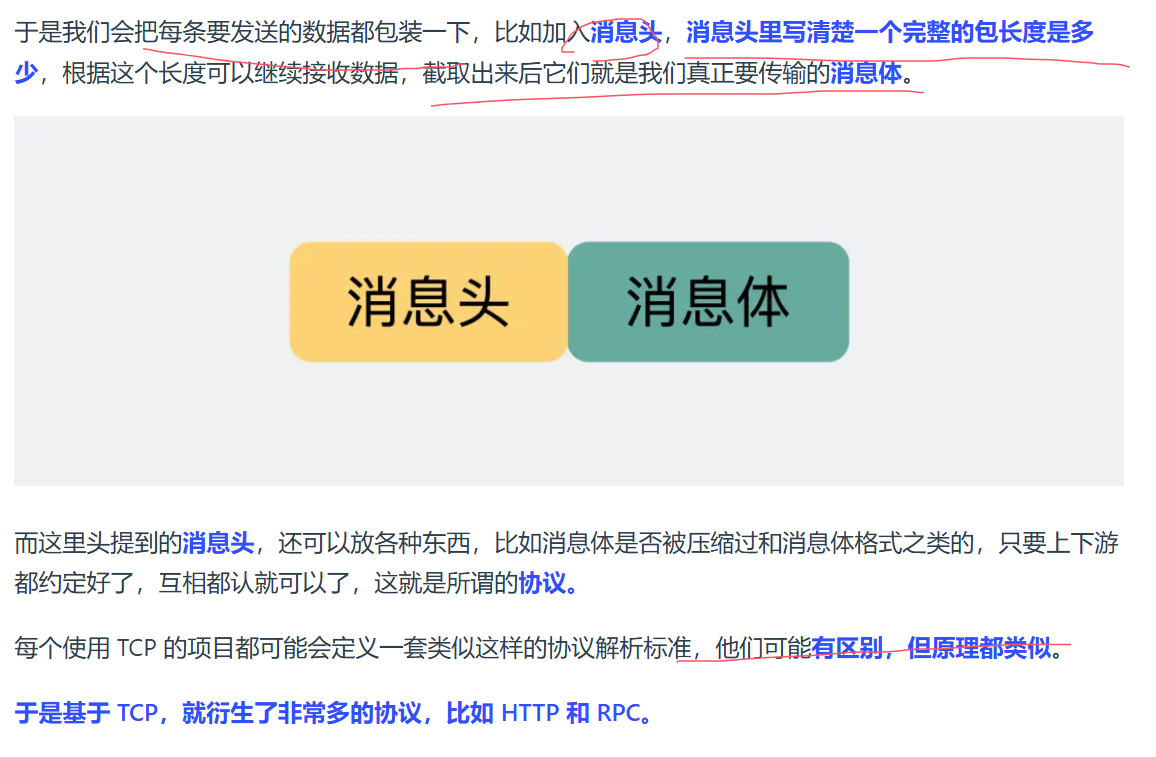 于是我们会把每条要发送的数据都包装一下，比如加入消息头，消息头里写清楚一个完整的包长度是多
少，根据这个长度可以继续接收数据，截取出来后它们就是我们真正要传输的消息体。
消息头 消息体
而这里头提到的消息头，还可以放各种东西，比如消息体是否被压缩过和消息体格式之类的，只要上下游
都约定好了，互相都认就可以了，这就是所谓的协议。
每个使用 TCP 的项目都可能会定义一套类似这样的协议解析标准，他们可能有区别，但原理都类似。
于是基于 TCP，就衍生了非常多的协议，比如 HTTP 和 RPC。